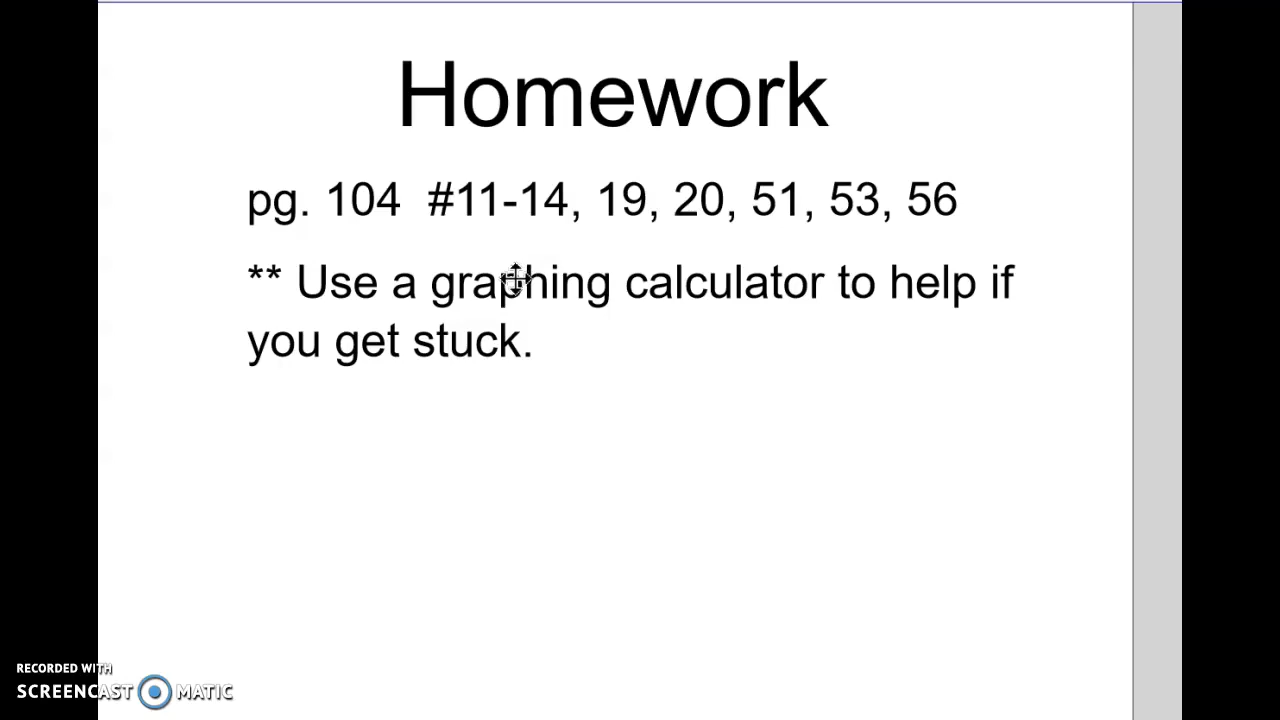 Homework
pg. 104 #11-14, 19, 20, 51, 53, 56
** Use a graphing calculator to help if
you get stuck.
RECORDED WITH
SCREENCAST MATIC